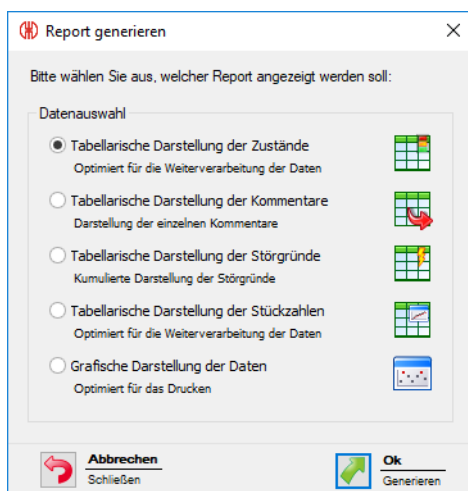 Report generieren
Bitte wählen Sie aus, welcher Report angezeigt werden soll:
Datenauswahl
Tabellarische Darstellung der Zustände
Optimiert für die Weiterverarbeitung der Daten
Tabellarische Darstellung der Kommentare
Darstellung der einzelnen Kommentare
Tabellarische Darstellung der Störgründe
Kumulierte Darstellung der Störgründe
Tabellarische Darstellung der Stückzahlen
Optimiert für die Weiterverarbeitung der Daten
Grafische Darstellung der Daten
Optimiert für das Drucken
Abbrechen
Schließen
Ok
Generieren